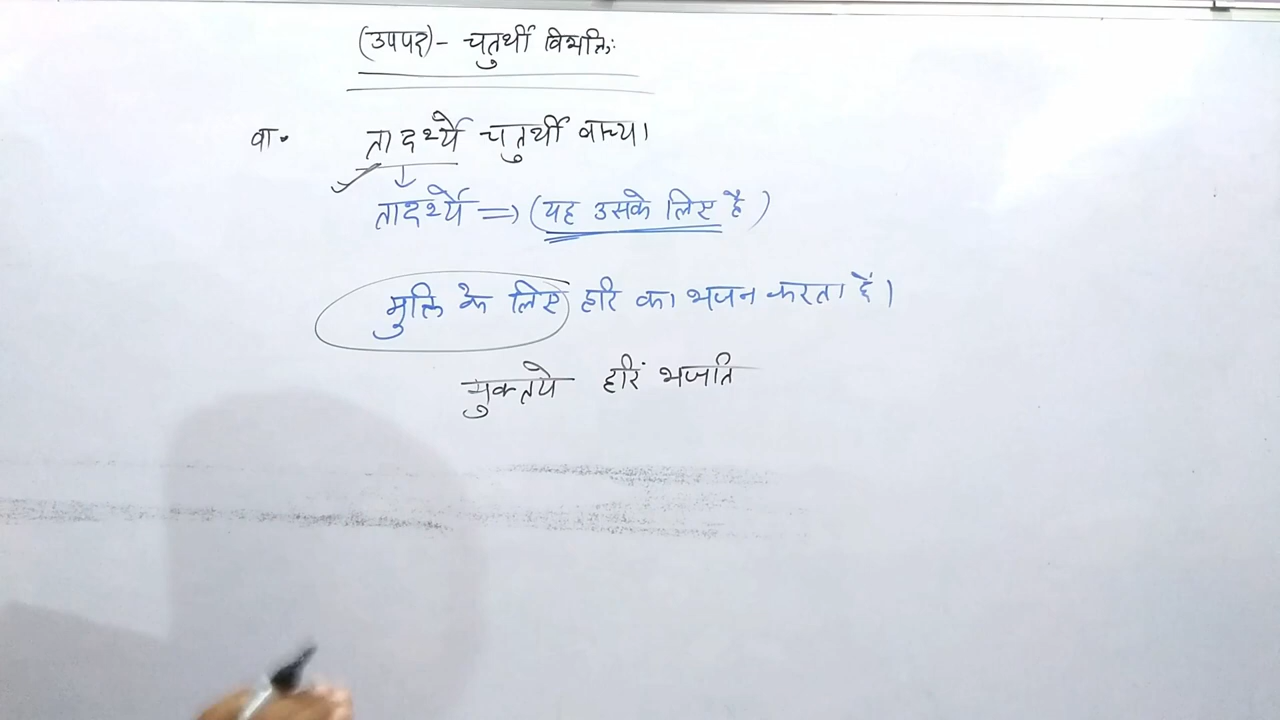 (उपपद)- चतुर्थी विभक्तिः
वा. तादर्थ्ये चतुर्थी वाच्या।
तादर्थ्ये => (यह उसके लिए है)
मुक्ति के लिए हरि का भजन करता है।
मुक्तये हरिं भजति